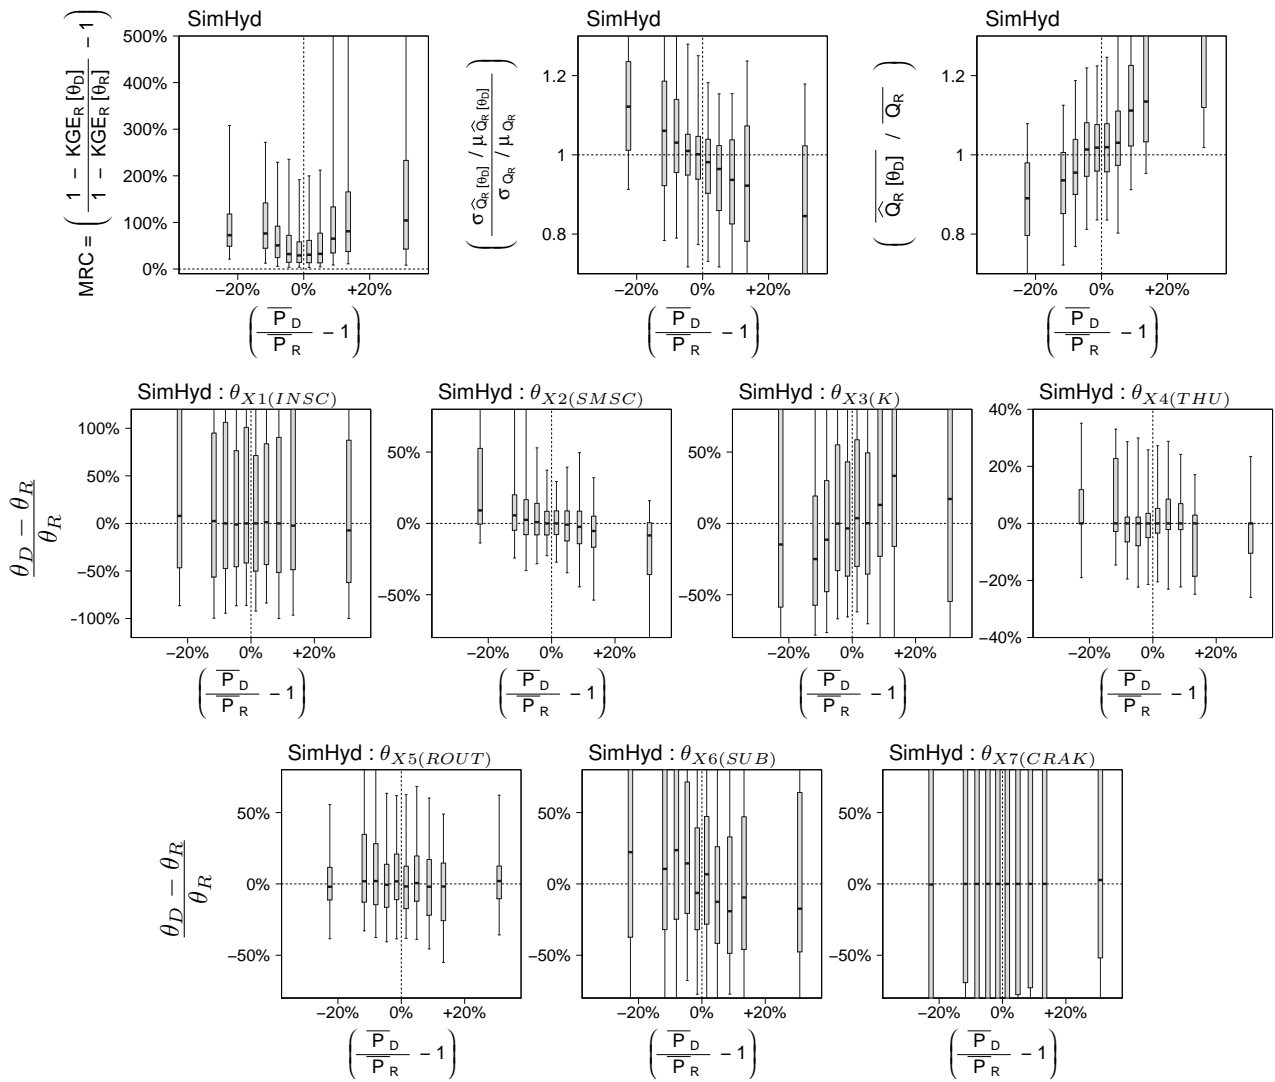 SimHyd
SimHyd
SimHyd
MRC = ( (1 − KGE_R [θ_D]) / (1 − KGE_R [θ_R]) − 1 )
500%
400%
300%
200%
100%
0%
−20% 0% +20%
( P̅_D / P̅_R − 1 )
( (σ_Q̂_R [θ_D] / μ_Q̂_R [θ_D]) / (σ_Q_R / μ_Q_R) )
1.2
1
0.8
−20% 0% +20%
( P̅_D / P̅_R − 1 )
( Q̂_R [θ_D] / Q_R )
1.2
1
0.8
−20% 0% +20%
( P̅_D / P̅_R − 1 )
SimHyd : θ_X1(INSC)
SimHyd : θ_X2(SMSC)
SimHyd : θ_X3(K)
SimHyd : θ_X4(THU)
(θ_D − θ_R) / θ_R
100%
50%
0%
−50%
-100%
−20% 0% +20%
( P̅_D / P̅_R − 1 )
50%
0%
−50%
−20% 0% +20%
( P̅_D / P̅_R − 1 )
50%
0%
−50%
−20% 0% +20%
( P̅_D / P̅_R − 1 )
40%
20%
0%
−20%
−40%
−20% 0% +20%
( P̅_D / P̅_R − 1 )
SimHyd : θ_X5(ROUT)
SimHyd : θ_X6(SUB)
SimHyd : θ_X7(CRAK)
(θ_D − θ_R) / θ_R
50%
0%
−50%
−20% 0% +20%
( P̅_D / P̅_R − 1 )
50%
0%
−50%
−20% 0% +20%
( P̅_D / P̅_R − 1 )
50%
0%
−50%
−20% 0% +20%
( P̅_D / P̅_R − 1 )